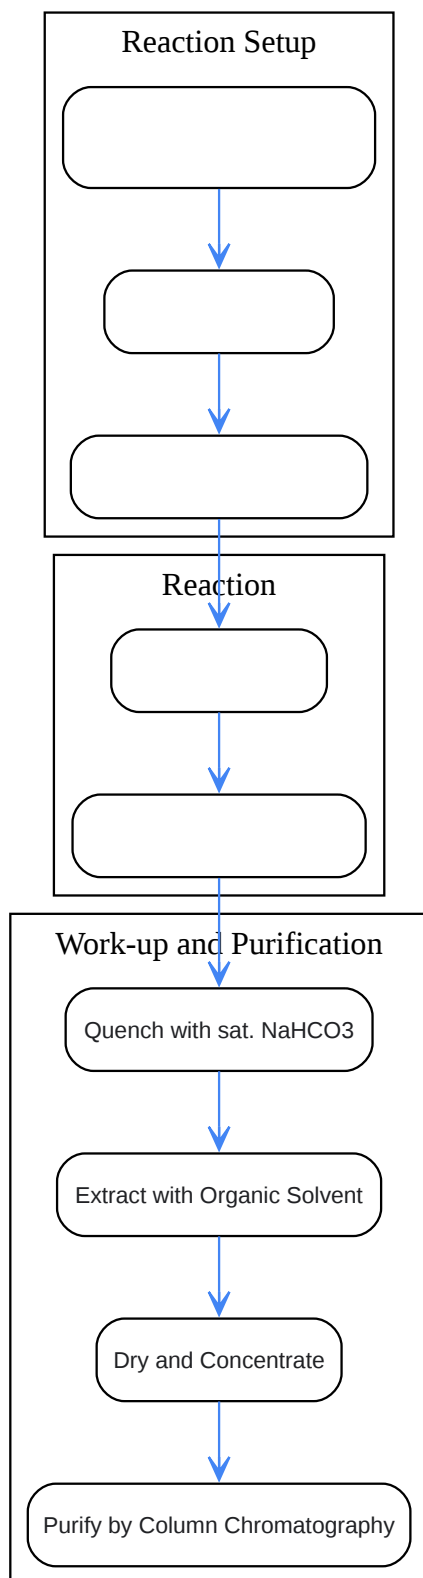 Reaction Setup
Reaction
Work-up and Purification
Quench with sat. NaHCO3
Extract with Organic Solvent
Dry and Concentrate
Purify by Column Chromatography